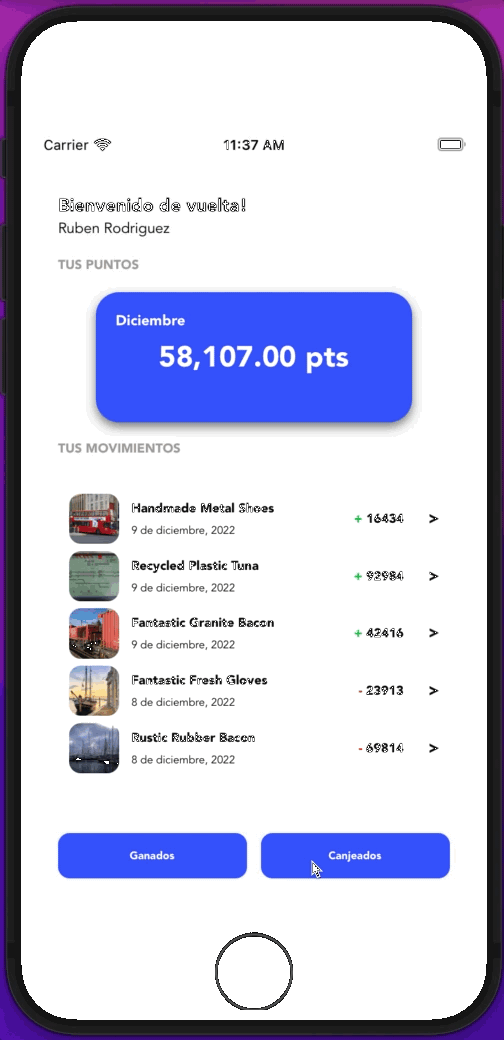 Carrier 11:37 AM
Bienvenido de vuelta!
Ruben Rodriguez
TUS PUNTOS
Diciembre
58,107.00 pts
TUS MOVIMIENTOS
Handmade Metal Shoes
9 de diciembre, 2022
+ 16434 >
Recycled Plastic Tuna
9 de diciembre, 2022
+ 92984 >
Fantastic Granite Bacon
9 de diciembre, 2022
+ 42416 >
Fantastic Fresh Gloves
8 de diciembre, 2022
- 23913 >
Rustic Rubber Bacon
8 de diciembre, 2022
- 69814 >
Ganados Canjeados